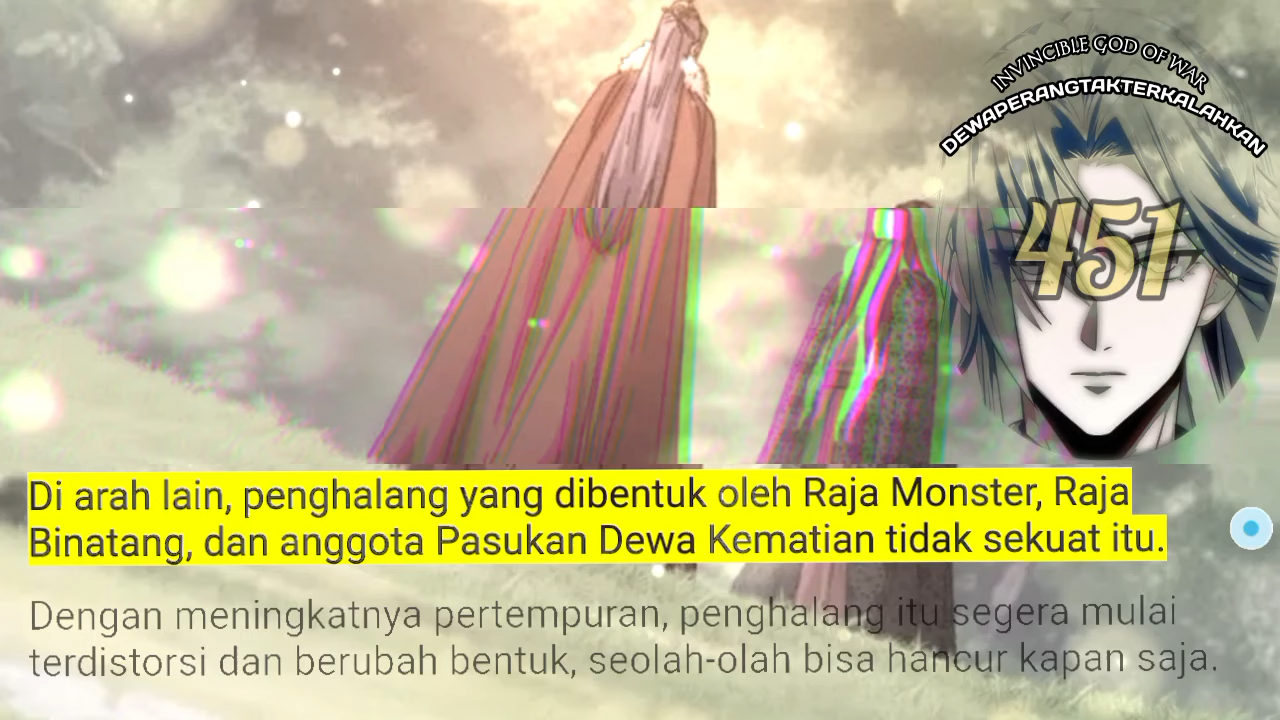 INVINCIBLE GOD OF WAR
DEWAPERANGTAKTERKALAHKAN
451
Di arah lain, penghalang yang dibentuk oleh Raja Monster, Raja
Binatang, dan anggota Pasukan Dewa Kematian tidak sekuat itu.
Dengan meningkatnya pertempuran, penghalang itu segera mulai
terdistorsi dan berubah bentuk, seolah-olah bisa hancur kapan saja.